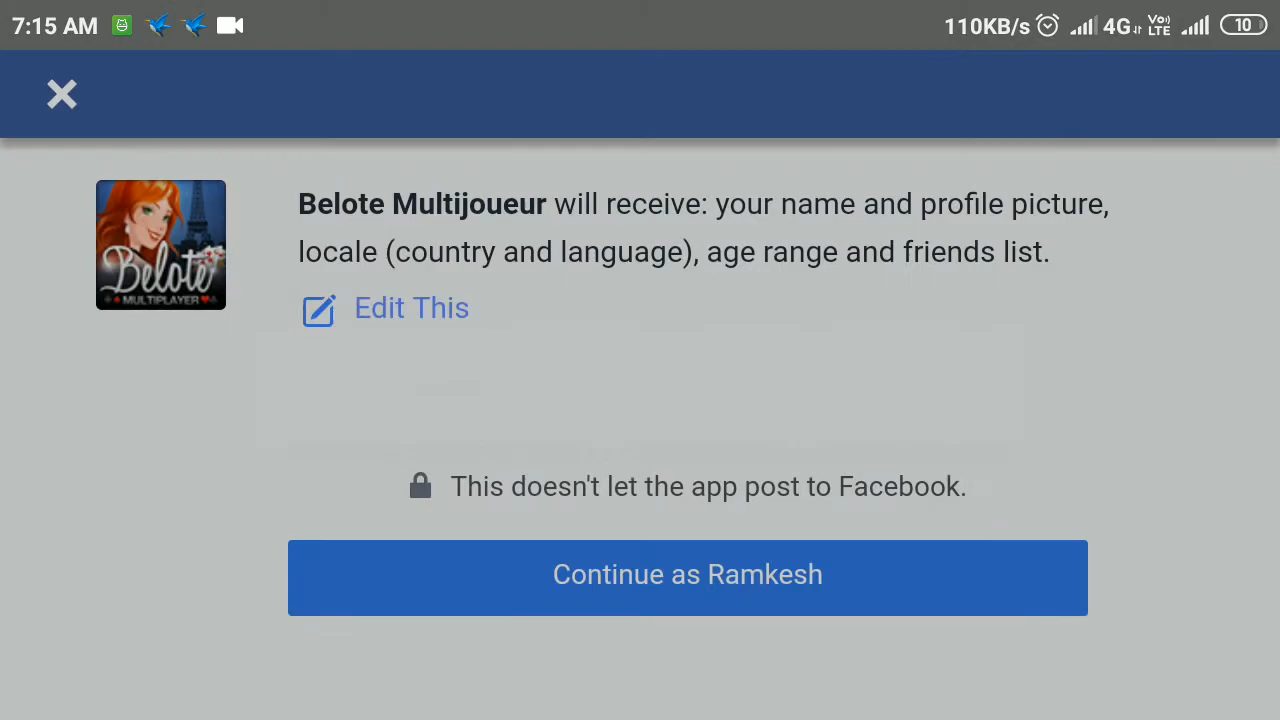 7:15 AM
110KB/s 4G Vo)) LTE 10
Belote Multijoueur will receive: your name and profile picture,
locale (country and language), age range and friends list.
Belote
MULTIPLAYER
Edit This
This doesn't let the app post to Facebook.
Continue as Ramkesh